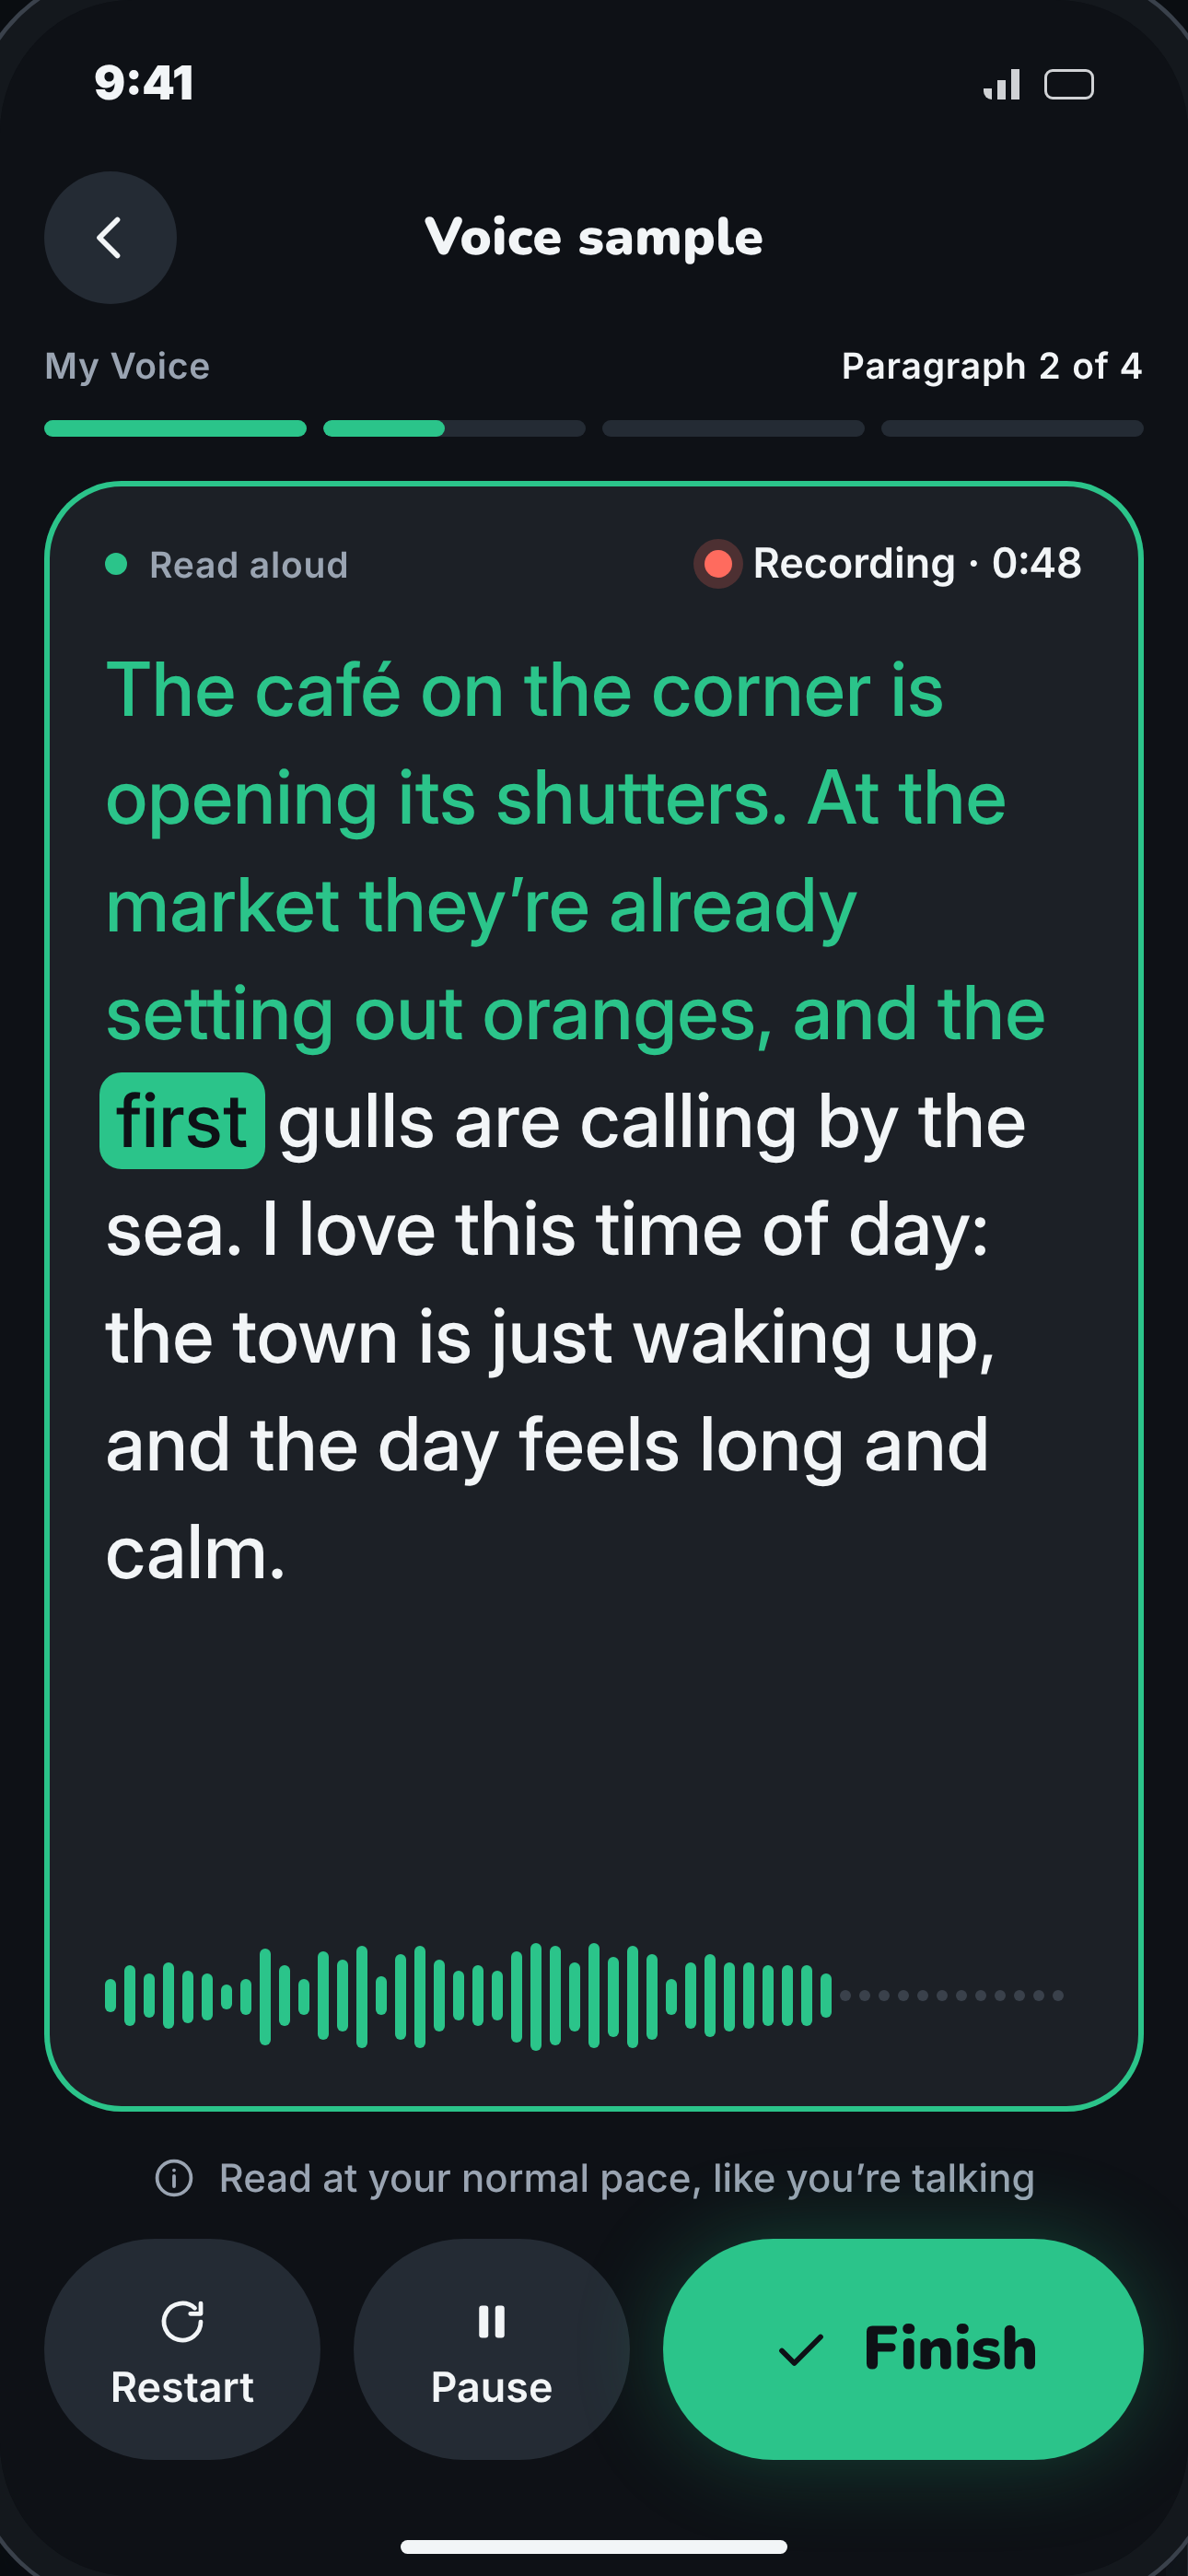 9:41
Voice sample
My Voice
Paragraph 2 of 4
Read aloud
Recording · 0:48
The café on the corner is
opening its shutters. At the
market they’re already
setting out oranges, and the
first gulls are calling by the
sea. I love this time of day:
the town is just waking up,
and the day feels long and
calm.
Read at your normal pace, like you’re talking
Restart
Pause
Finish